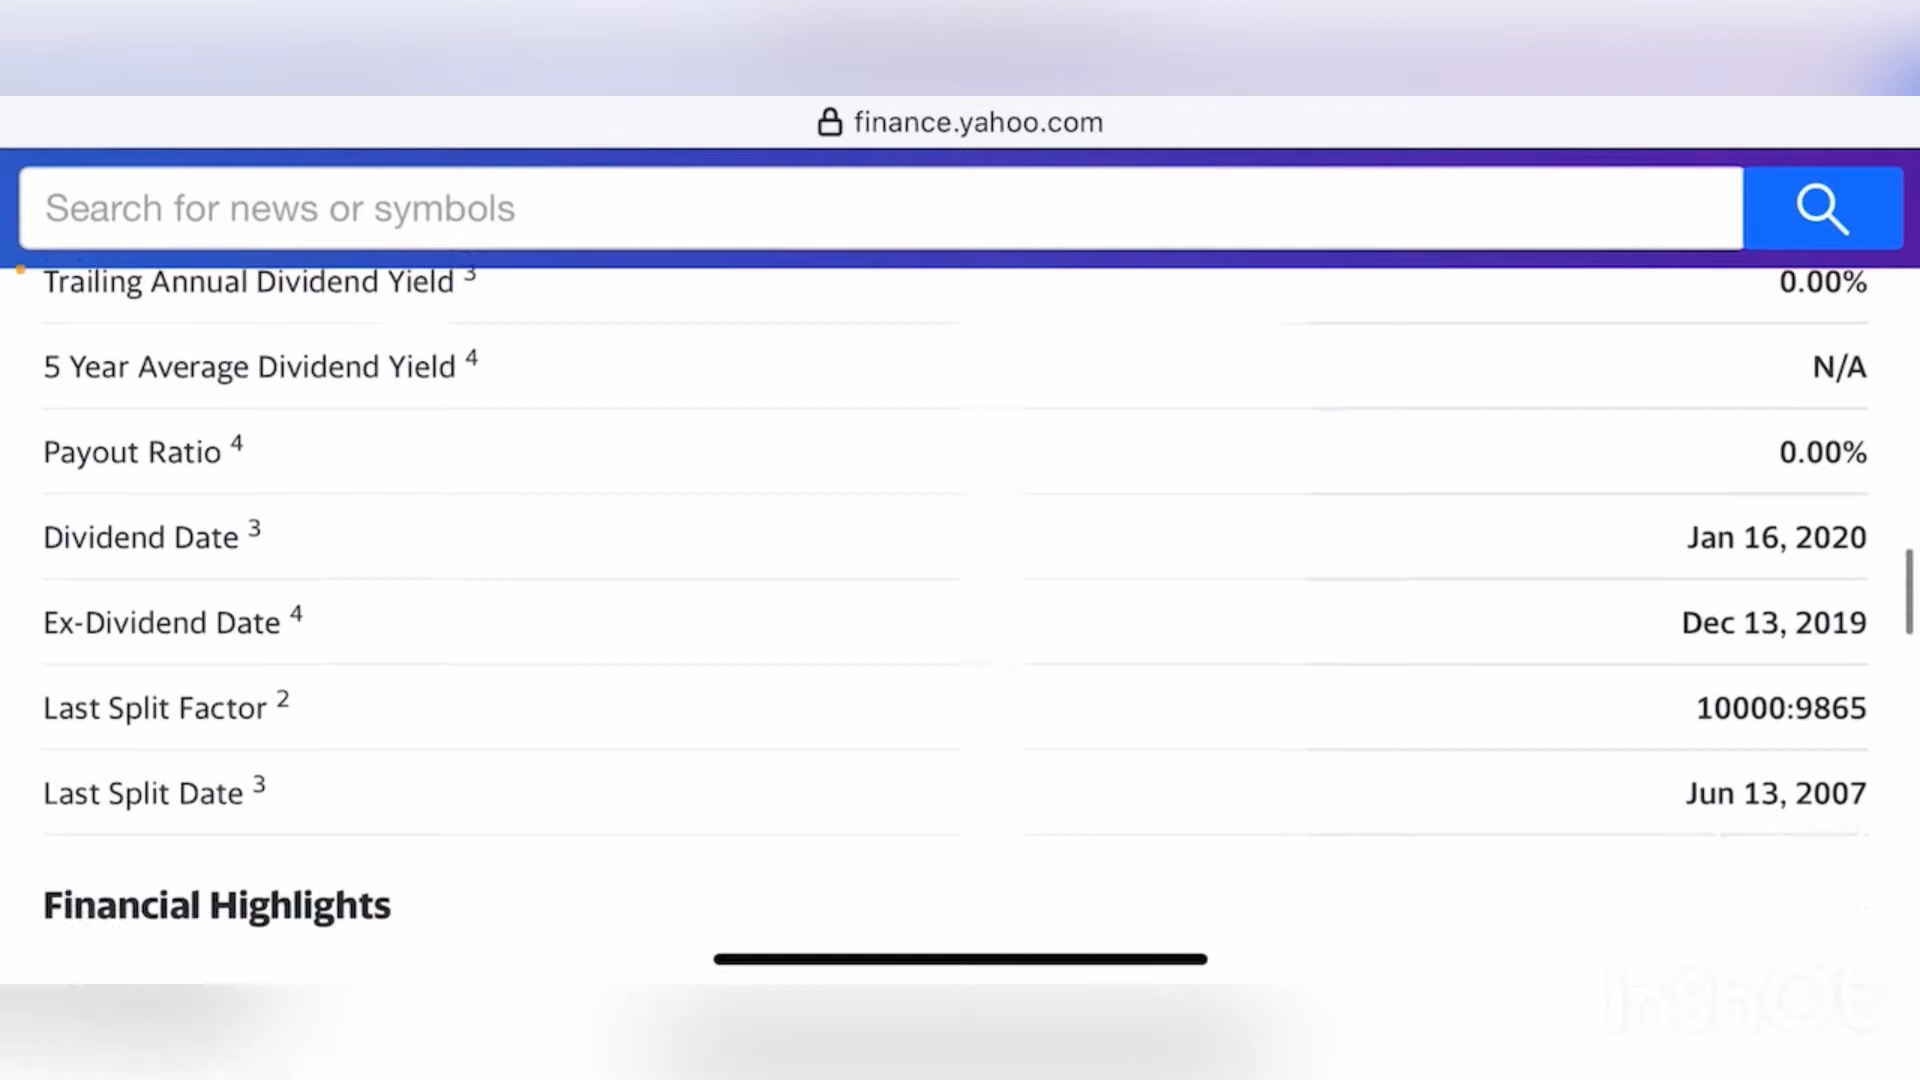 finance.yahoo.com
Search for news or symbols
Trailing Annual Dividend Yield 3 0.00%
5 Year Average Dividend Yield 4 N/A
Payout Ratio 4 0.00%
Dividend Date 3 Jan 16, 2020
Ex-Dividend Date 4 Dec 13, 2019
Last Split Factor 2 10000:9865
Last Split Date 3 Jun 13, 2007
Financial Highlights
InShOt